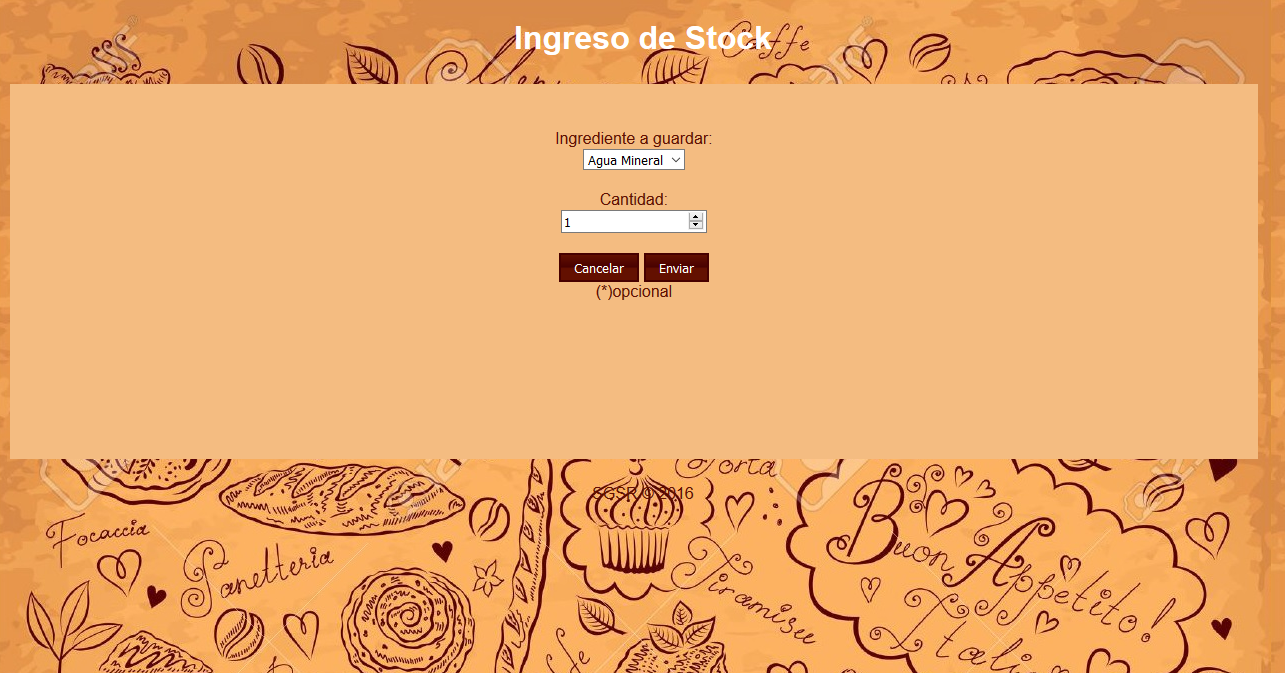 Ingreso de Stock
Caffe
Ingrediente a guardar:
Agua Mineral
Cantidad:
1
Cancelar Enviar
(*)opcional
Torta
SGSR © 2016
Focaccia
Panetteria
Buon
Appetito!
Tiramisu